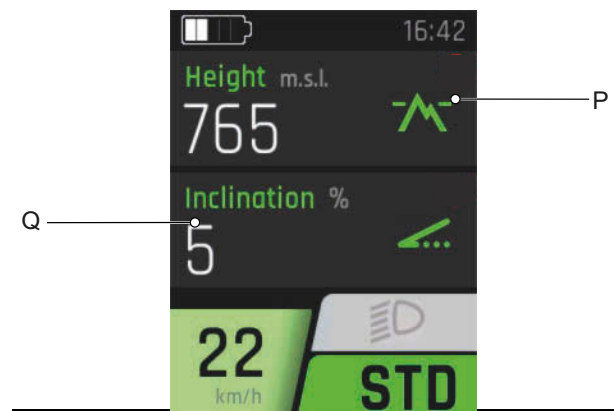 16:42
Height m.s.l.
765
P
Inclination %
Q
5
22
km/h
STD